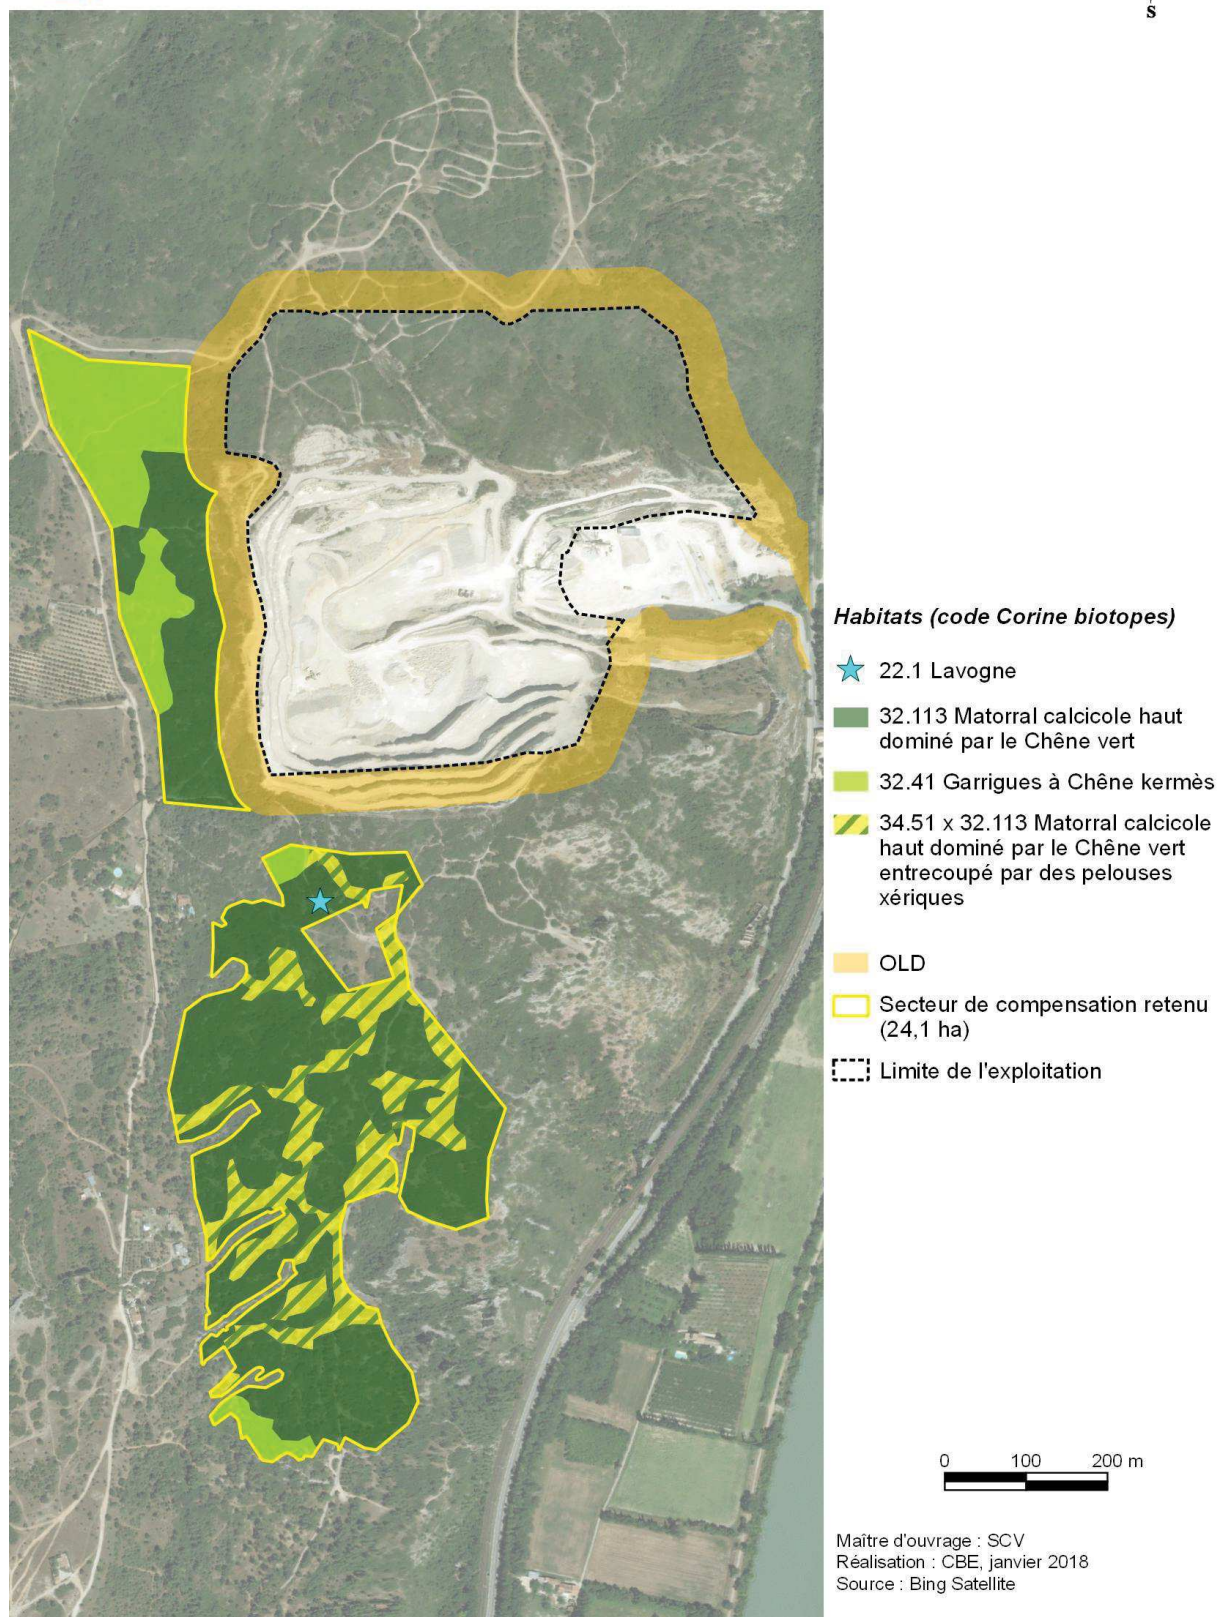 S
Habitats (code Corine biotopes)
22.1 Lavogne
32.113 Matorral calcicole haut
dominé par le Chêne vert
32.41 Garrigues à Chêne kermès
34.51 x 32.113 Matorral calcicole
haut dominé par le Chêne vert
entrecoupé par des pelouses
xériques
OLD
Secteur de compensation retenu
(24,1 ha)
Limite de l'exploitation
0 100 200 m
Maître d'ouvrage : SCV
Réalisation : CBE, janvier 2018
Source : Bing Satellite